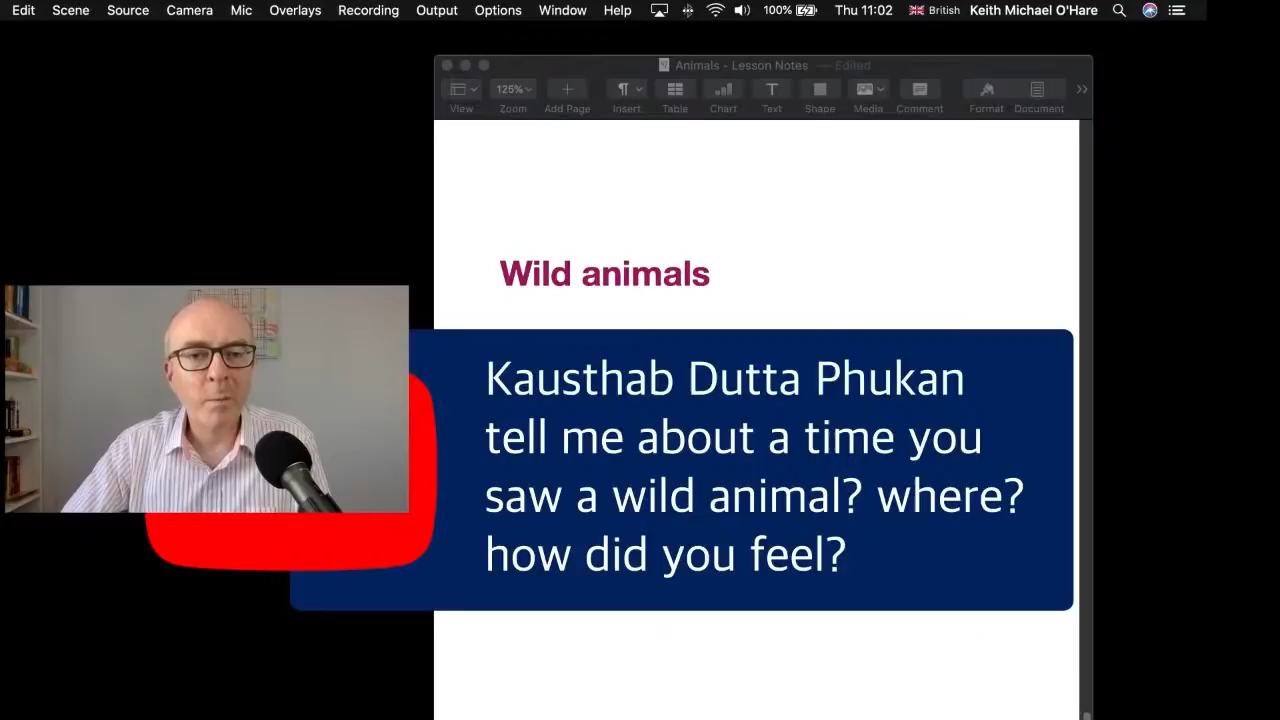 Edit Scene Source Camera Mic Overlays Recording Output Options Window Help 100% Thu 11:02 British Keith Michael O'Hare
Animals - Lesson Notes — Edited
125%
View Zoom Add Page Insert Table Chart Text Shape Media Comment Format Document
Wild animals
Kausthab Dutta Phukan
tell me about a time you
saw a wild animal? where?
how did you feel?